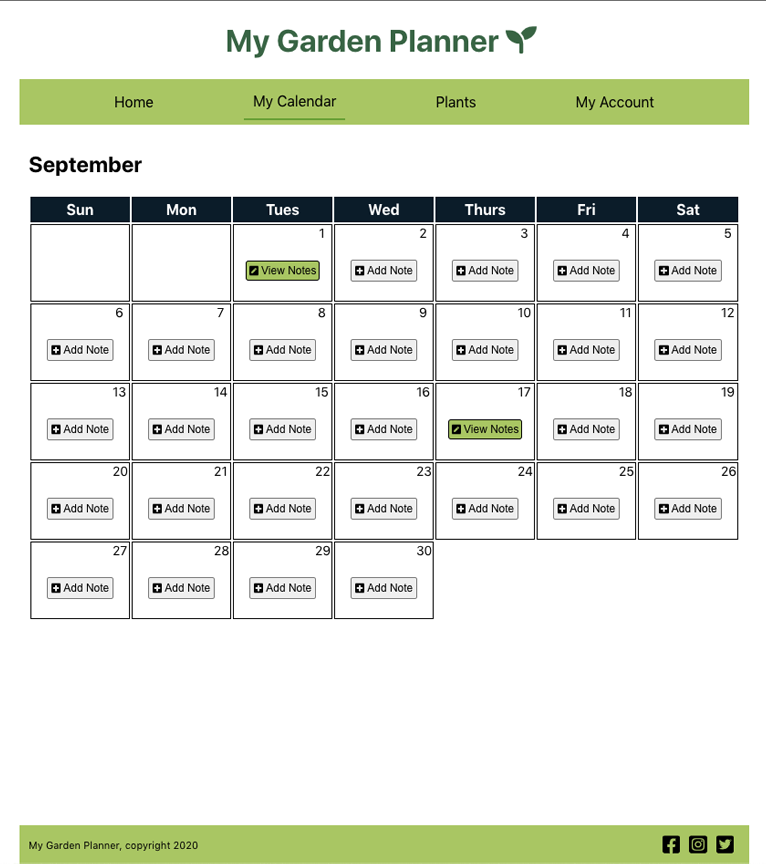 My Garden Planner
Home My Calendar Plants My Account
September
Sun Mon Tues Wed Thurs Fri Sat
1 2 3 4 5
View Notes Add Note Add Note Add Note Add Note
6 7 8 9 10 11 12
Add Note Add Note Add Note Add Note Add Note Add Note Add Note
13 14 15 16 17 18 19
Add Note Add Note Add Note Add Note View Notes Add Note Add Note
20 21 22 23 24 25 26
Add Note Add Note Add Note Add Note Add Note Add Note Add Note
27 28 29 30
Add Note Add Note Add Note Add Note
My Garden Planner, copyright 2020